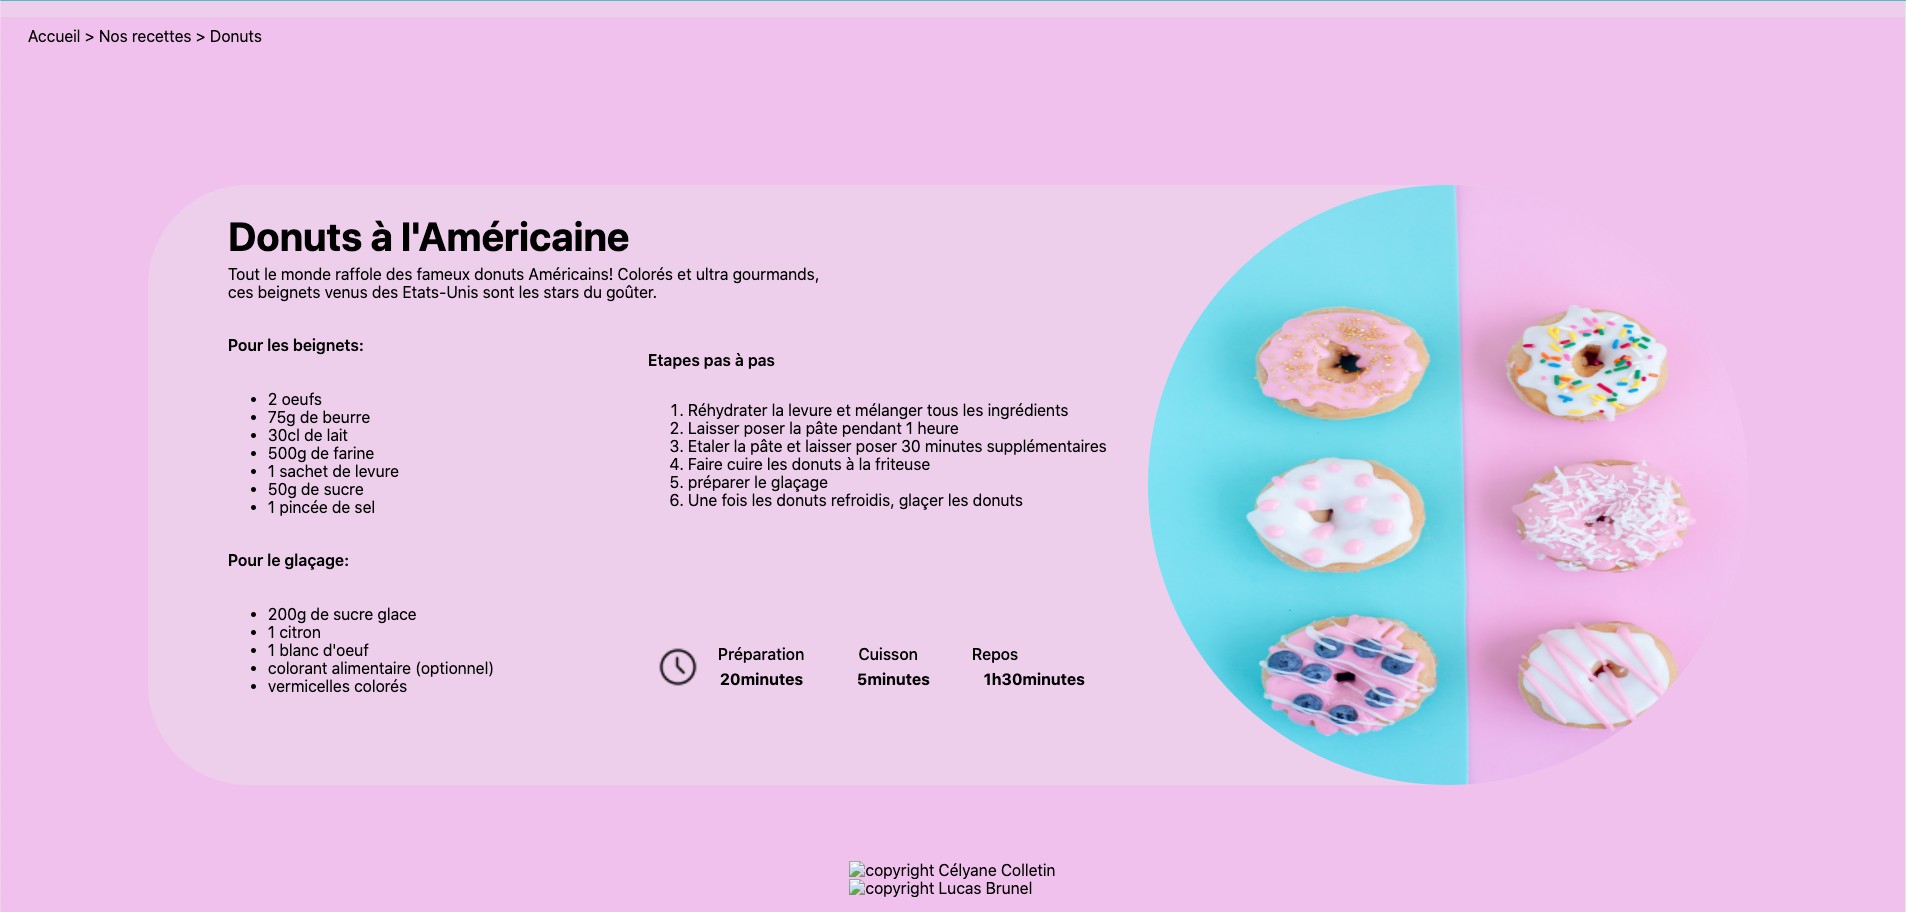 Accueil > Nos recettes > Donuts
Donuts à l'Américaine
Tout le monde raffole des fameux donuts Américains! Colorés et ultra gourmands,
ces beignets venus des Etats-Unis sont les stars du goûter.
Pour les beignets:
• 2 oeufs
• 75g de beurre
• 30cl de lait
• 500g de farine
• 1 sachet de levure
• 50g de sucre
• 1 pincée de sel
Pour le glaçage:
• 200g de sucre glace
• 1 citron
• 1 blanc d'oeuf
• colorant alimentaire (optionnel)
• vermicelles colorés
Etapes pas à pas
1. Réhydrater la levure et mélanger tous les ingrédients
2. Laisser poser la pâte pendant 1 heure
3. Etaler la pâte et laisser poser 30 minutes supplémentaires
4. Faire cuire les donuts à la friteuse
5. préparer le glaçage
6. Une fois les donuts refroidis, glaçer les donuts
Préparation Cuisson Repos
20minutes 5minutes 1h30minutes
copyright Célyane Colletin
copyright Lucas Brunel